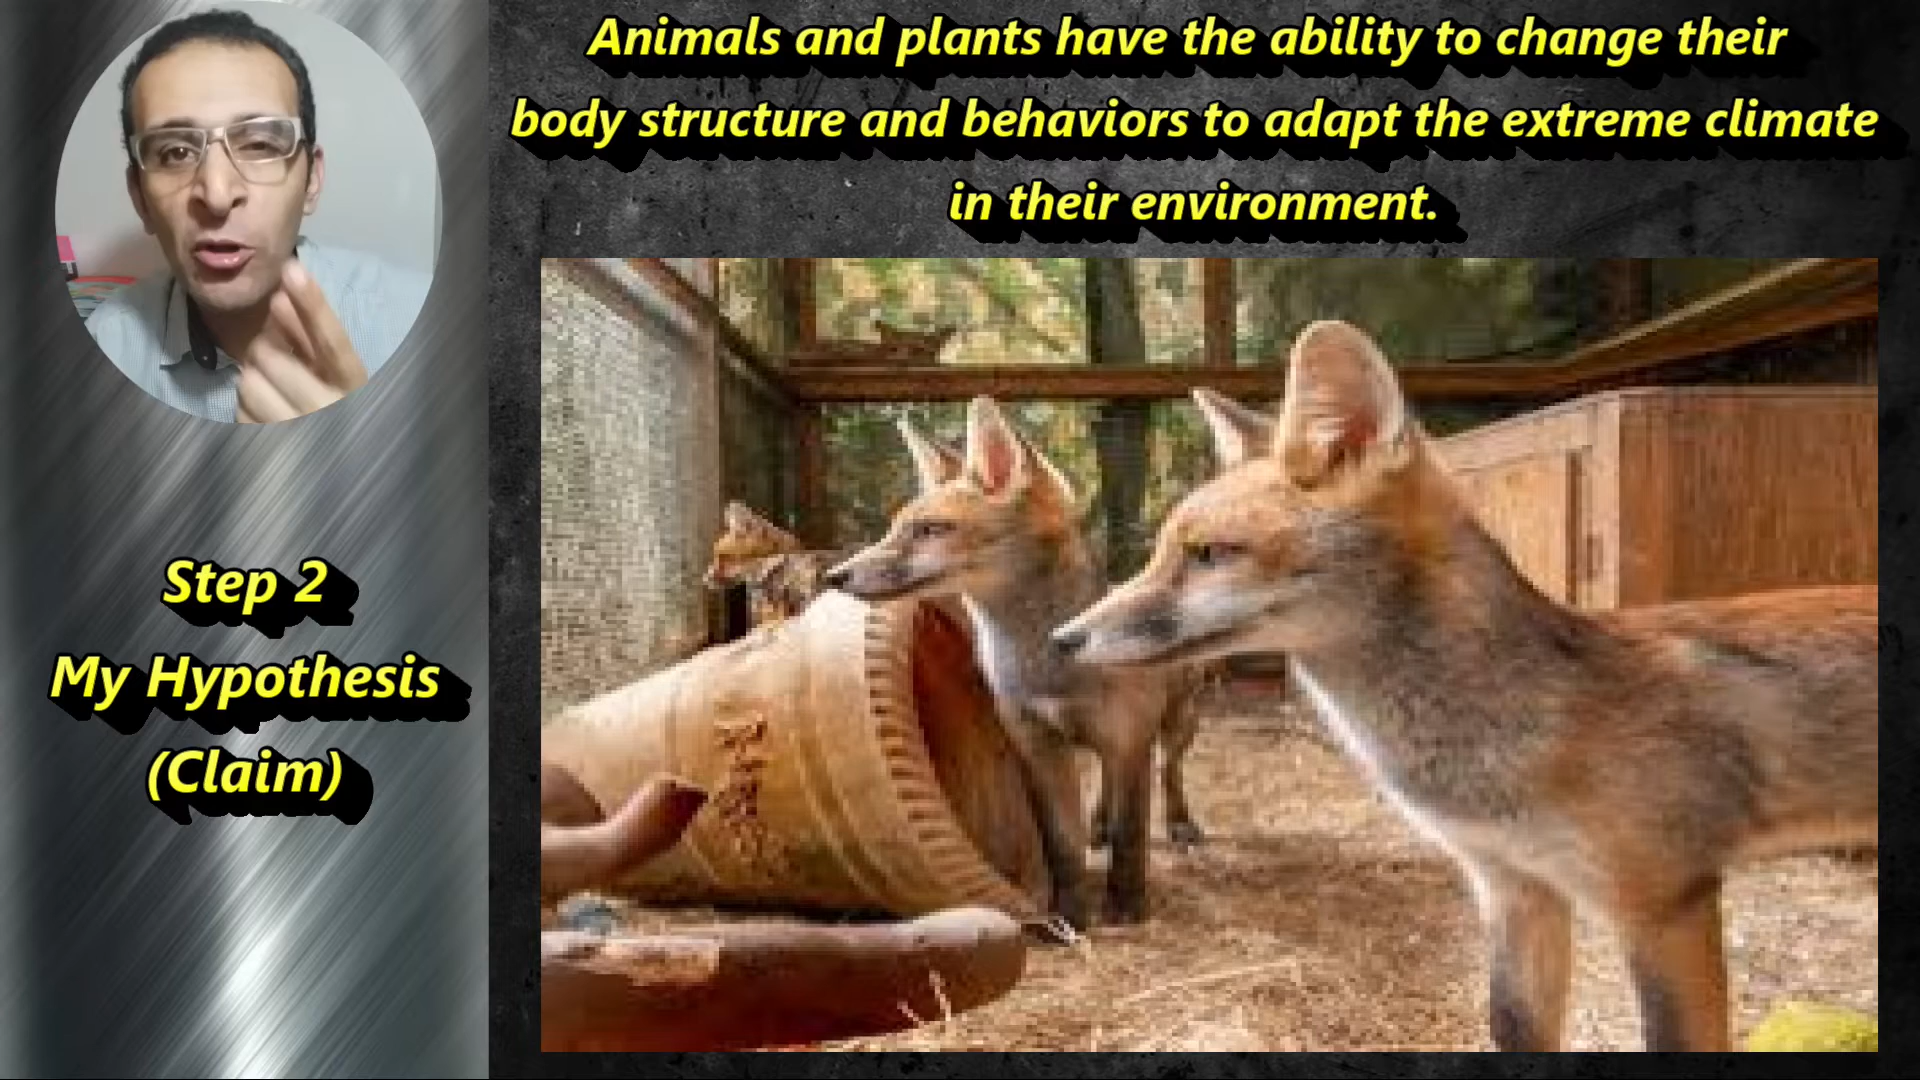 Animals and plants have the ability to change their
body structure and behaviors to adapt the extreme climate
in their environment.
Step 2
My Hypothesis
(Claim)